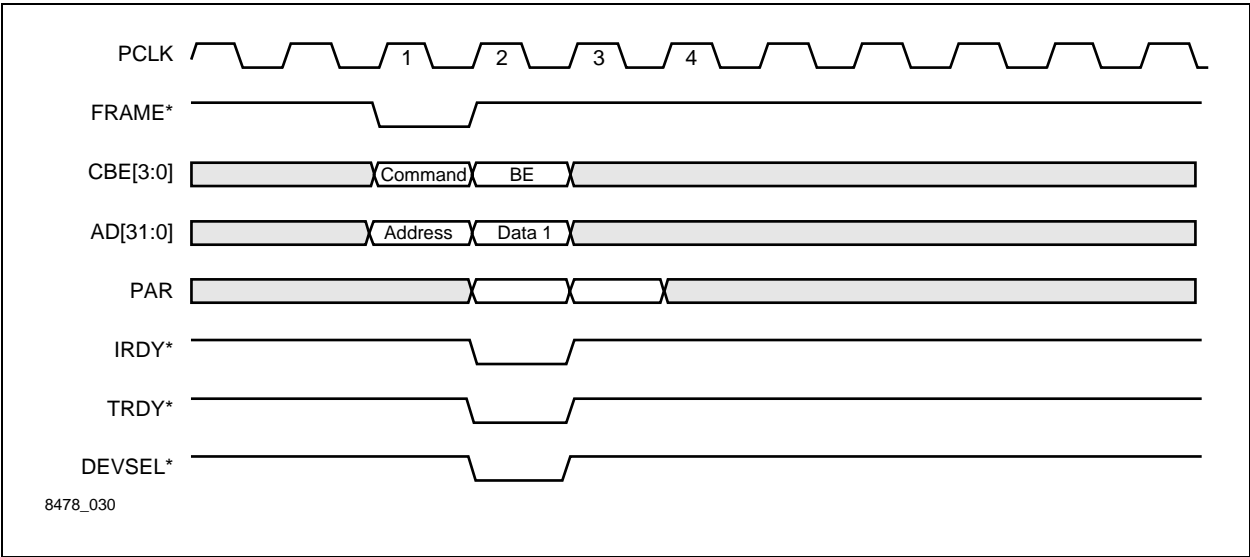 PCLK 1 2 3 4
FRAME*
CBE[3:0] Command BE
AD[31:0] Address Data 1
PAR
IRDY*
TRDY*
DEVSEL*
8478_030